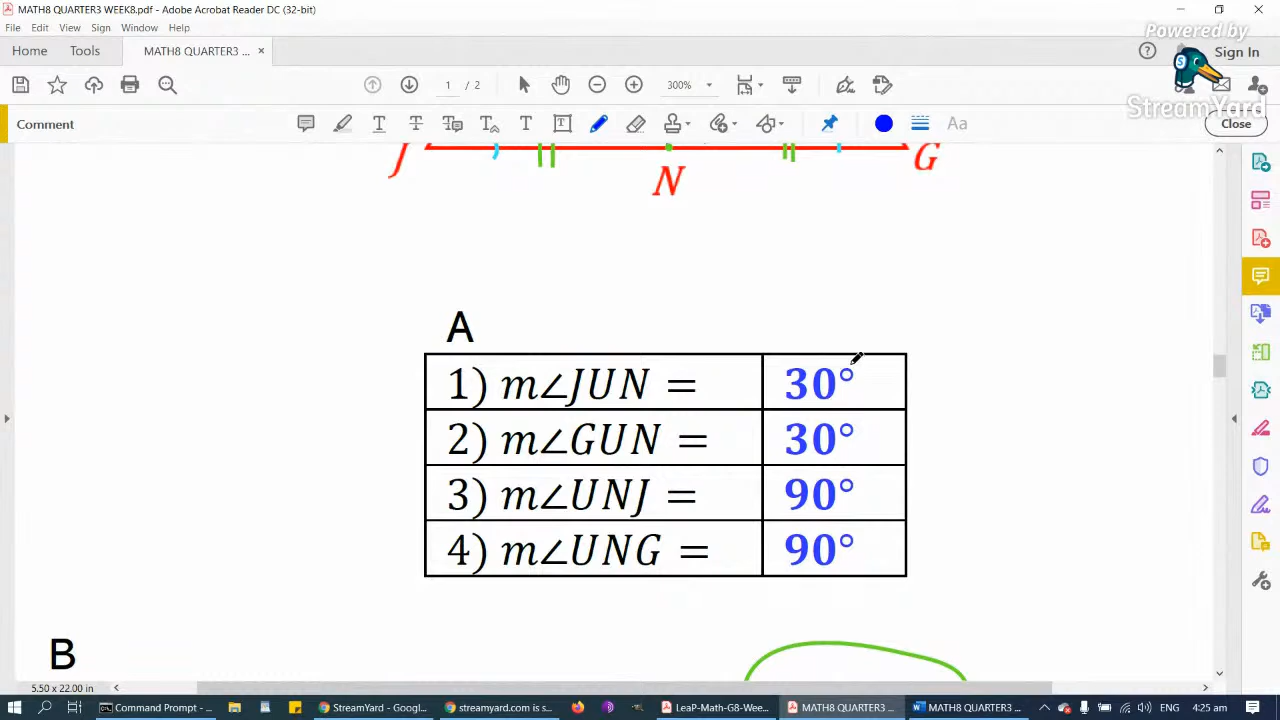 MATH8 QUARTER3 WEEK8.pdf - Adobe Acrobat Reader DC (32-bit)
File Edit View Sign Window Help
Powered by
Home Tools MATH8 QUARTER3 ... × Sign In
1 / 2 300%
StreamYard
Comment T T T T Aa Close
J N G
A
1) m∠JUN = 30°
2) m∠GUN = 30°
3) m∠UNJ = 90°
4) m∠UNG = 90°
B
5.50 x 22.00 in
Command Prompt - ... StreamYard - Googl... streamyard.com is s... LeaP-Math-G8-Wee... MATH8 QUARTER3 ... MATH8 QUARTER3 ... ENG 4:25 am